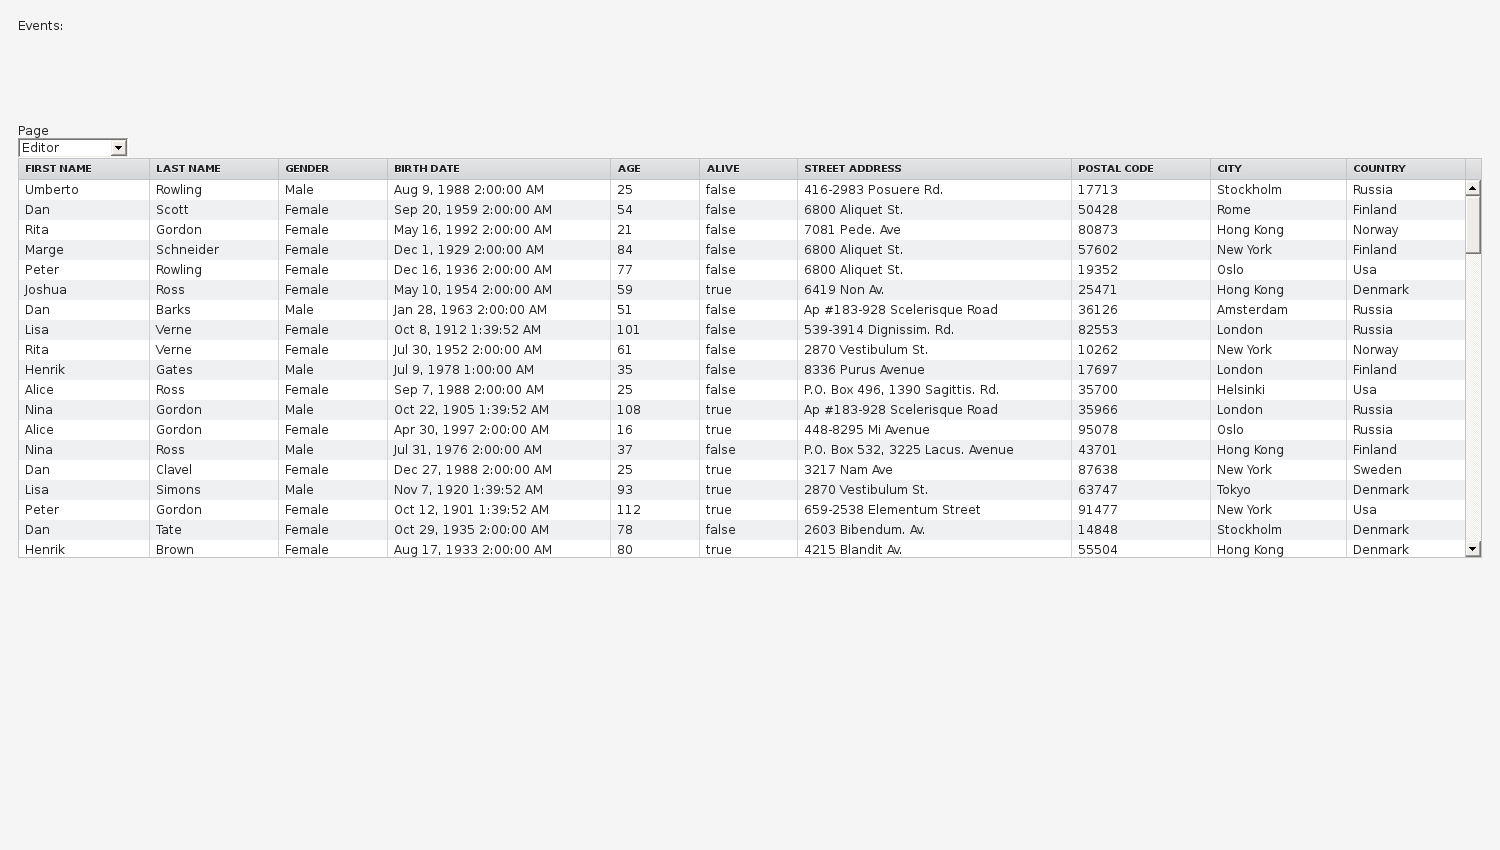 Events:
Page
Editor
FIRST NAME LAST NAME GENDER BIRTH DATE AGE ALIVE STREET ADDRESS POSTAL CODE CITY COUNTRY
Umberto Rowling Male Aug 9, 1988 2:00:00 AM 25 false 416-2983 Posuere Rd. 17713 Stockholm Russia
Dan Scott Female Sep 20, 1959 2:00:00 AM 54 false 6800 Aliquet St. 50428 Rome Finland
Rita Gordon Female May 16, 1992 2:00:00 AM 21 false 7081 Pede. Ave 80873 Hong Kong Norway
Marge Schneider Female Dec 1, 1929 2:00:00 AM 84 false 6800 Aliquet St. 57602 New York Finland
Peter Rowling Female Dec 16, 1936 2:00:00 AM 77 false 6800 Aliquet St. 19352 Oslo Usa
Joshua Ross Female May 10, 1954 2:00:00 AM 59 true 6419 Non Av. 25471 Hong Kong Denmark
Dan Barks Male Jan 28, 1963 2:00:00 AM 51 false Ap #183-928 Scelerisque Road 36126 Amsterdam Russia
Lisa Verne Female Oct 8, 1912 1:39:52 AM 101 false 539-3914 Dignissim. Rd. 82553 London Russia
Rita Verne Female Jul 30, 1952 2:00:00 AM 61 false 2870 Vestibulum St. 10262 New York Norway
Henrik Gates Male Jul 9, 1978 1:00:00 AM 35 false 8336 Purus Avenue 17697 London Finland
Alice Ross Female Sep 7, 1988 2:00:00 AM 25 false P.O. Box 496, 1390 Sagittis. Rd. 35700 Helsinki Usa
Nina Gordon Male Oct 22, 1905 1:39:52 AM 108 true Ap #183-928 Scelerisque Road 35966 London Russia
Alice Gordon Female Apr 30, 1997 2:00:00 AM 16 true 448-8295 Mi Avenue 95078 Oslo Russia
Nina Ross Male Jul 31, 1976 2:00:00 AM 37 false P.O. Box 532, 3225 Lacus. Avenue 43701 Hong Kong Finland
Dan Clavel Female Dec 27, 1988 2:00:00 AM 25 true 3217 Nam Ave 87638 New York Sweden
Lisa Simons Male Nov 7, 1920 1:39:52 AM 93 true 2870 Vestibulum St. 63747 Tokyo Denmark
Peter Gordon Female Oct 12, 1901 1:39:52 AM 112 true 659-2538 Elementum Street 91477 New York Usa
Dan Tate Female Oct 29, 1935 2:00:00 AM 78 false 2603 Bibendum. Av. 14848 Stockholm Denmark
Henrik Brown Female Aug 17, 1933 2:00:00 AM 80 true 4215 Blandit Av. 55504 Hong Kong Denmark